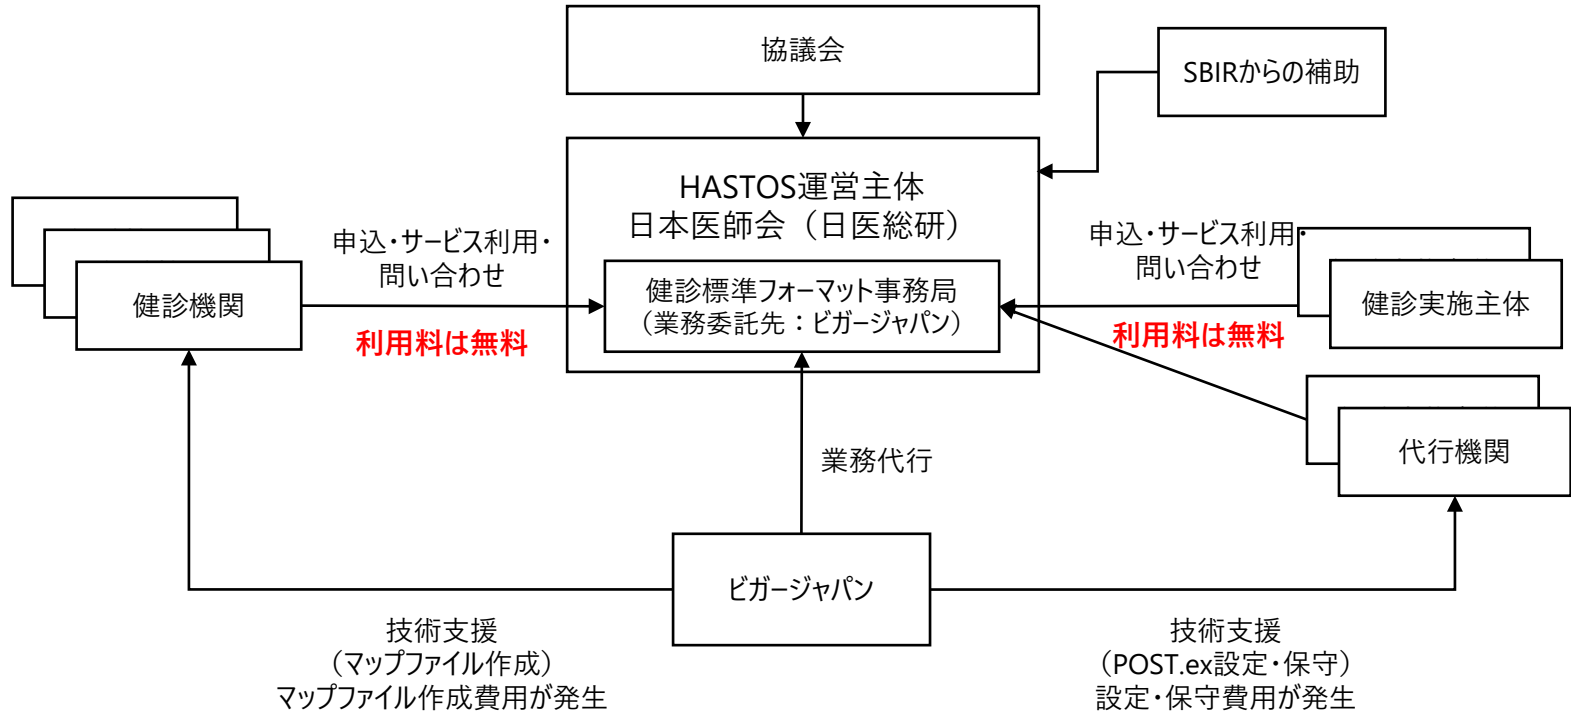 協議会
SBIRからの補助
HASTOS運営主体
日本医師会（日医総研）
健診標準フォーマット事務局
（業務委託先：ビガージャパン）
申込・サービス利用・
問い合わせ
利用料は無料
健診機関
申込・サービス利用・
問い合わせ
利用料は無料
健診実施主体
代行機関
業務代行
ビガージャパン
技術支援
（マップファイル作成）
マップファイル作成費用が発生
技術支援
（POST.ex設定・保守）
設定・保守費用が発生